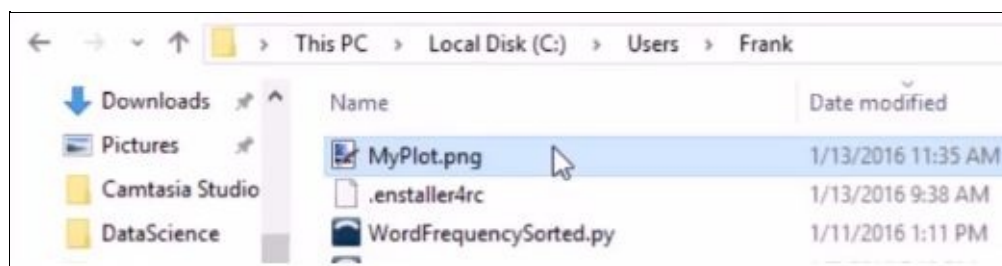 This PC > Local Disk (C:) > Users > Frank
Downloads
Name
Date modified
Pictures
MyPlot.png
1/13/2016 11:35 AM
Camtasia Studio
.enstaller4rc
1/13/2016 9:38 AM
DataScience
WordFrequencySorted.py
1/11/2016 1:11 PM